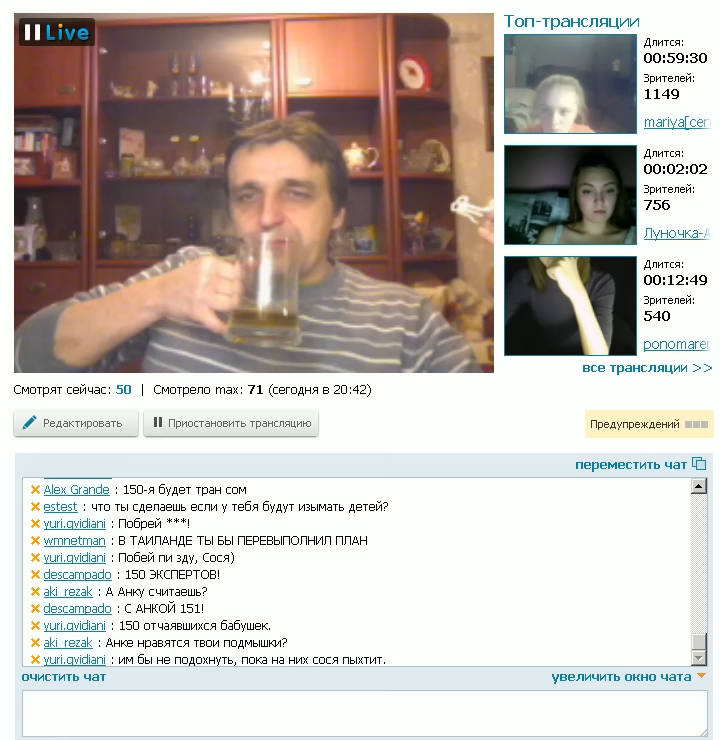 Live
Топ-трансляции
Длится:
00:59:30
Зрителей:
1149
mariya[cen
Длится:
00:02:02
Зрителей:
756
Луночка-А
Длится:
00:12:49
Зрителей:
540
ponomarer
все трансляции >>
Смотрят сейчас: 50 | Смотрело max: 71 (сегодня в 20:42)
Редактировать
Приостановить трансляцию
Предупреждений
переместить чат
Alex Grande : 150-я будет тран сом
estest : что ты сделаешь если у тебя будут изымать детей?
yuri.gvidiani : Побрей ***!
wmnetman : В ТАИЛАНДЕ ТЫ БЫ ПЕРЕВЫПОЛНИЛ ПЛАН
yuri.gvidiani : Побей пи зду, Сося)
descampado : 150 ЭКСПЕРТОВ!
aki_rezak : А Анку считаешь?
descampado : С АНКОЙ 151!
yuri.gvidiani : 150 отчаявшихся бабушек.
aki_rezak : Анке нравятся твои подмышки?
yuri.gvidiani : им бы не подохнуть, пока на них сося пыхтит.
очистить чат
увеличить окно чата